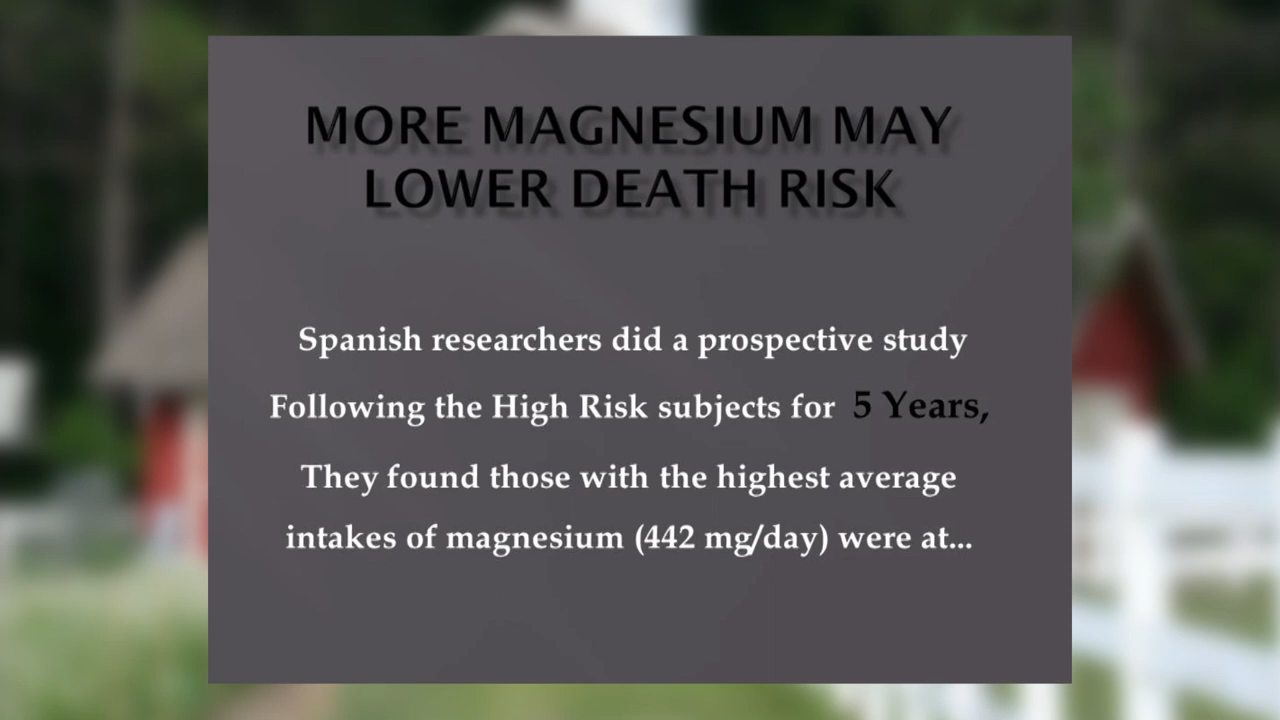 MORE MAGNESIUM MAY
LOWER DEATH RISK
Spanish researchers did a prospective study
Following the High Risk subjects for 5 Years,
They found those with the highest average
intakes of magnesium (442 mg/day) were at...